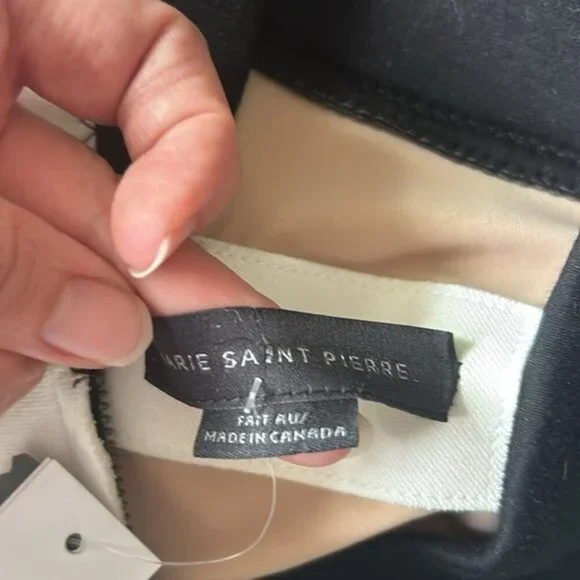 ARIE SAINT PIERRE
FAIT AU/
MADE IN CANADA